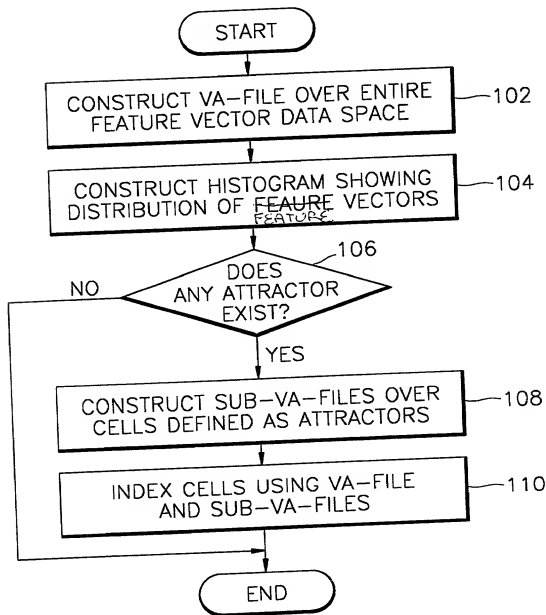 START
CONSTRUCT VA-FILE OVER ENTIRE
FEATURE VECTOR DATA SPACE
102
CONSTRUCT HISTOGRAM SHOWING
DISTRIBUTION OF FEAURE VECTORS
FEATURE
104
106
DOES
ANY ATTRACTOR
EXIST?
NO
YES
CONSTRUCT SUB-VA-FILES OVER
CELLS DEFINED AS ATTRACTORS
108
INDEX CELLS USING VA-FILE
AND SUB-VA-FILES
110
END